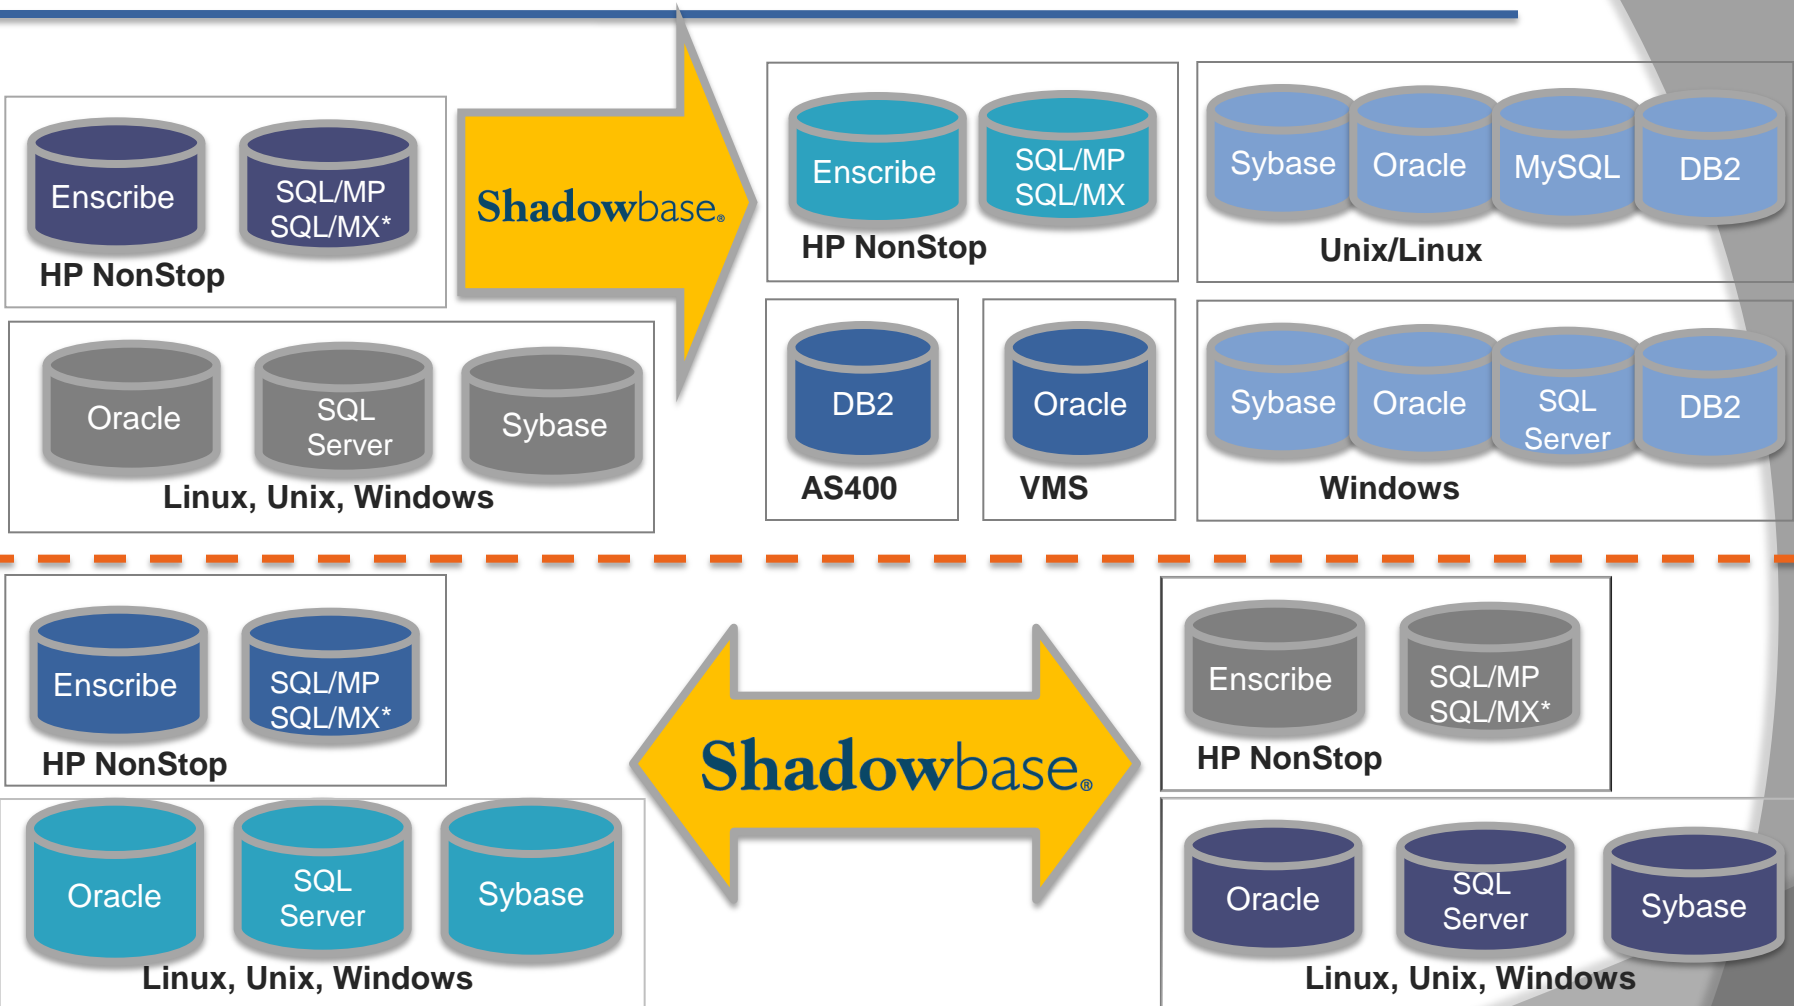 Enscribe
SQL/MP
SQL/MX*
HP NonStop
Oracle
SQL
Server
Sybase
Linux, Unix, Windows
Shadowbase®
Enscribe
SQL/MP
SQL/MX
HP NonStop
Sybase
Oracle
MySQL
DB2
Unix/Linux
DB2
AS400
Oracle
VMS
Sybase
Oracle
SQL
Server
DB2
Windows
Enscribe
SQL/MP
SQL/MX*
HP NonStop
Oracle
SQL
Server
Sybase
Linux, Unix, Windows
Shadowbase®
Enscribe
SQL/MP
SQL/MX*
HP NonStop
Oracle
SQL
Server
Sybase
Linux, Unix, Windows